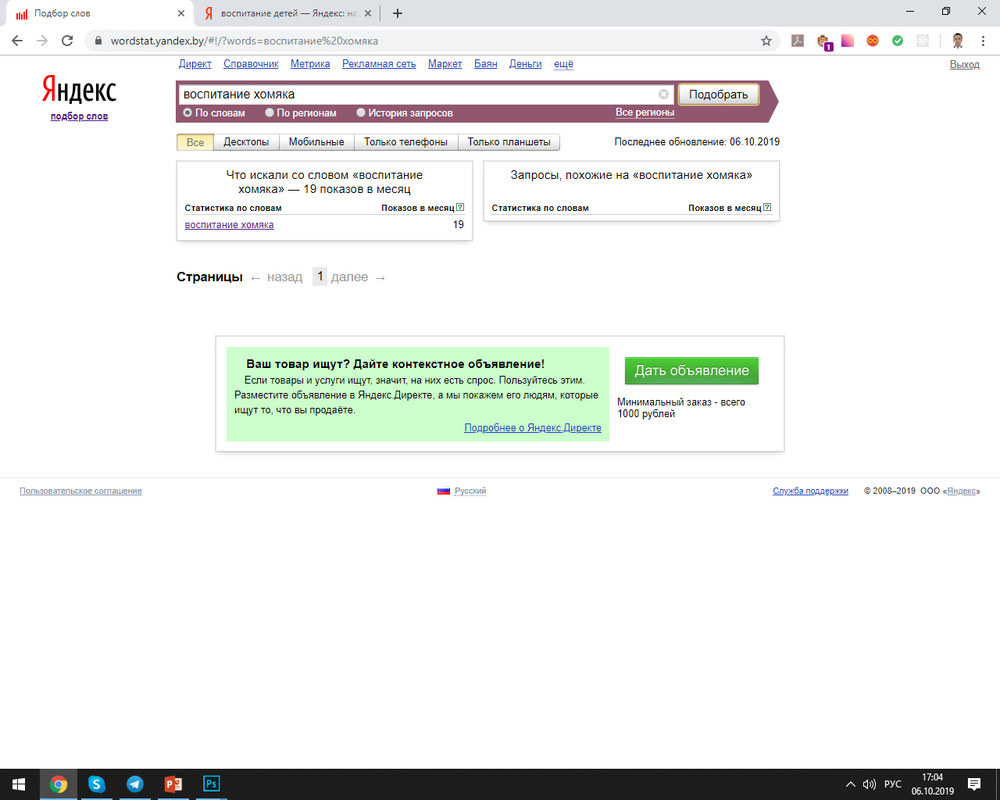 Подбор слов
воспитание детей — Яндекс: на
wordstat.yandex.by/#!/?words=воспитание%20хомяка
1
Директ Справочник Метрика Рекламная сеть Маркет Баян Деньги ещё
Выход
Яндекс
подбор слов
воспитание хомяка
Подобрать
По словам По регионам История запросов Все регионы
Все Десктопы Мобильные Только телефоны Только планшеты
Последнее обновление: 06.10.2019
Что искали со словом «воспитание
хомяка» — 19 показов в месяц
Статистика по словам Показов в месяц ?
воспитание хомяка 19
Запросы, похожие на «воспитание хомяка»
Статистика по словам Показов в месяц ?
Страницы ← назад 1 далее →
Ваш товар ищут? Дайте контекстное объявление!
Если товары и услуги ищут, значит, на них есть спрос. Пользуйтесь этим.
Разместите объявление в Яндекс.Директе, а мы покажем его людям, которые
ищут то, что вы продаёте.
Подробнее о Яндекс.Директе
Дать объявление
Минимальный заказ - всего
1000 рублей
Пользовательское соглашение
Русский
Служба поддержки
© 2008–2019 ООО «Яндекс»
S
P
Ps
РУС
17:04
06.10.2019